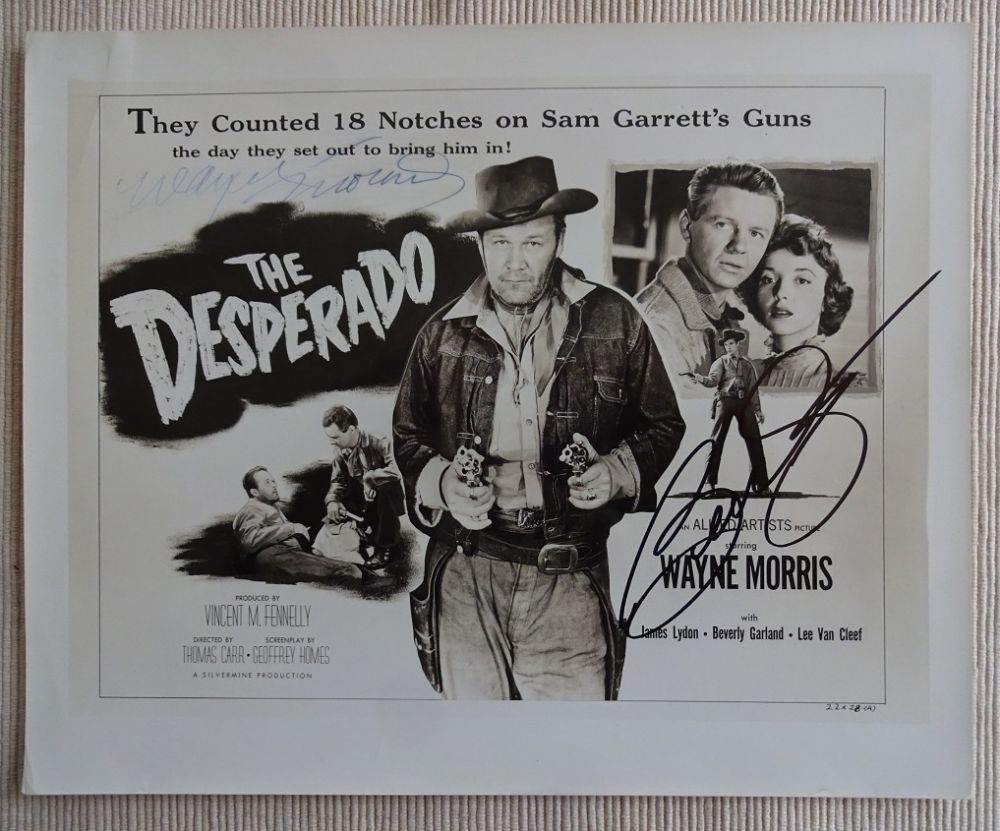 They Counted 18 Notches on Sam Garrett's Guns
the day they set out to bring him in!
Wayne Morris
THE
DESPERADO
AN ALLIED ARTISTS PICTURE
starring
WAYNE MORRIS
with
James Lydon • Beverly Garland • Lee Van Cleef
PRODUCED BY
VINCENT M. FENNELLY
DIRECTED BY SCREENPLAY BY
THOMAS CARR • GEOFFREY HOMES
A SILVERMINE PRODUCTION
22x28-(A)